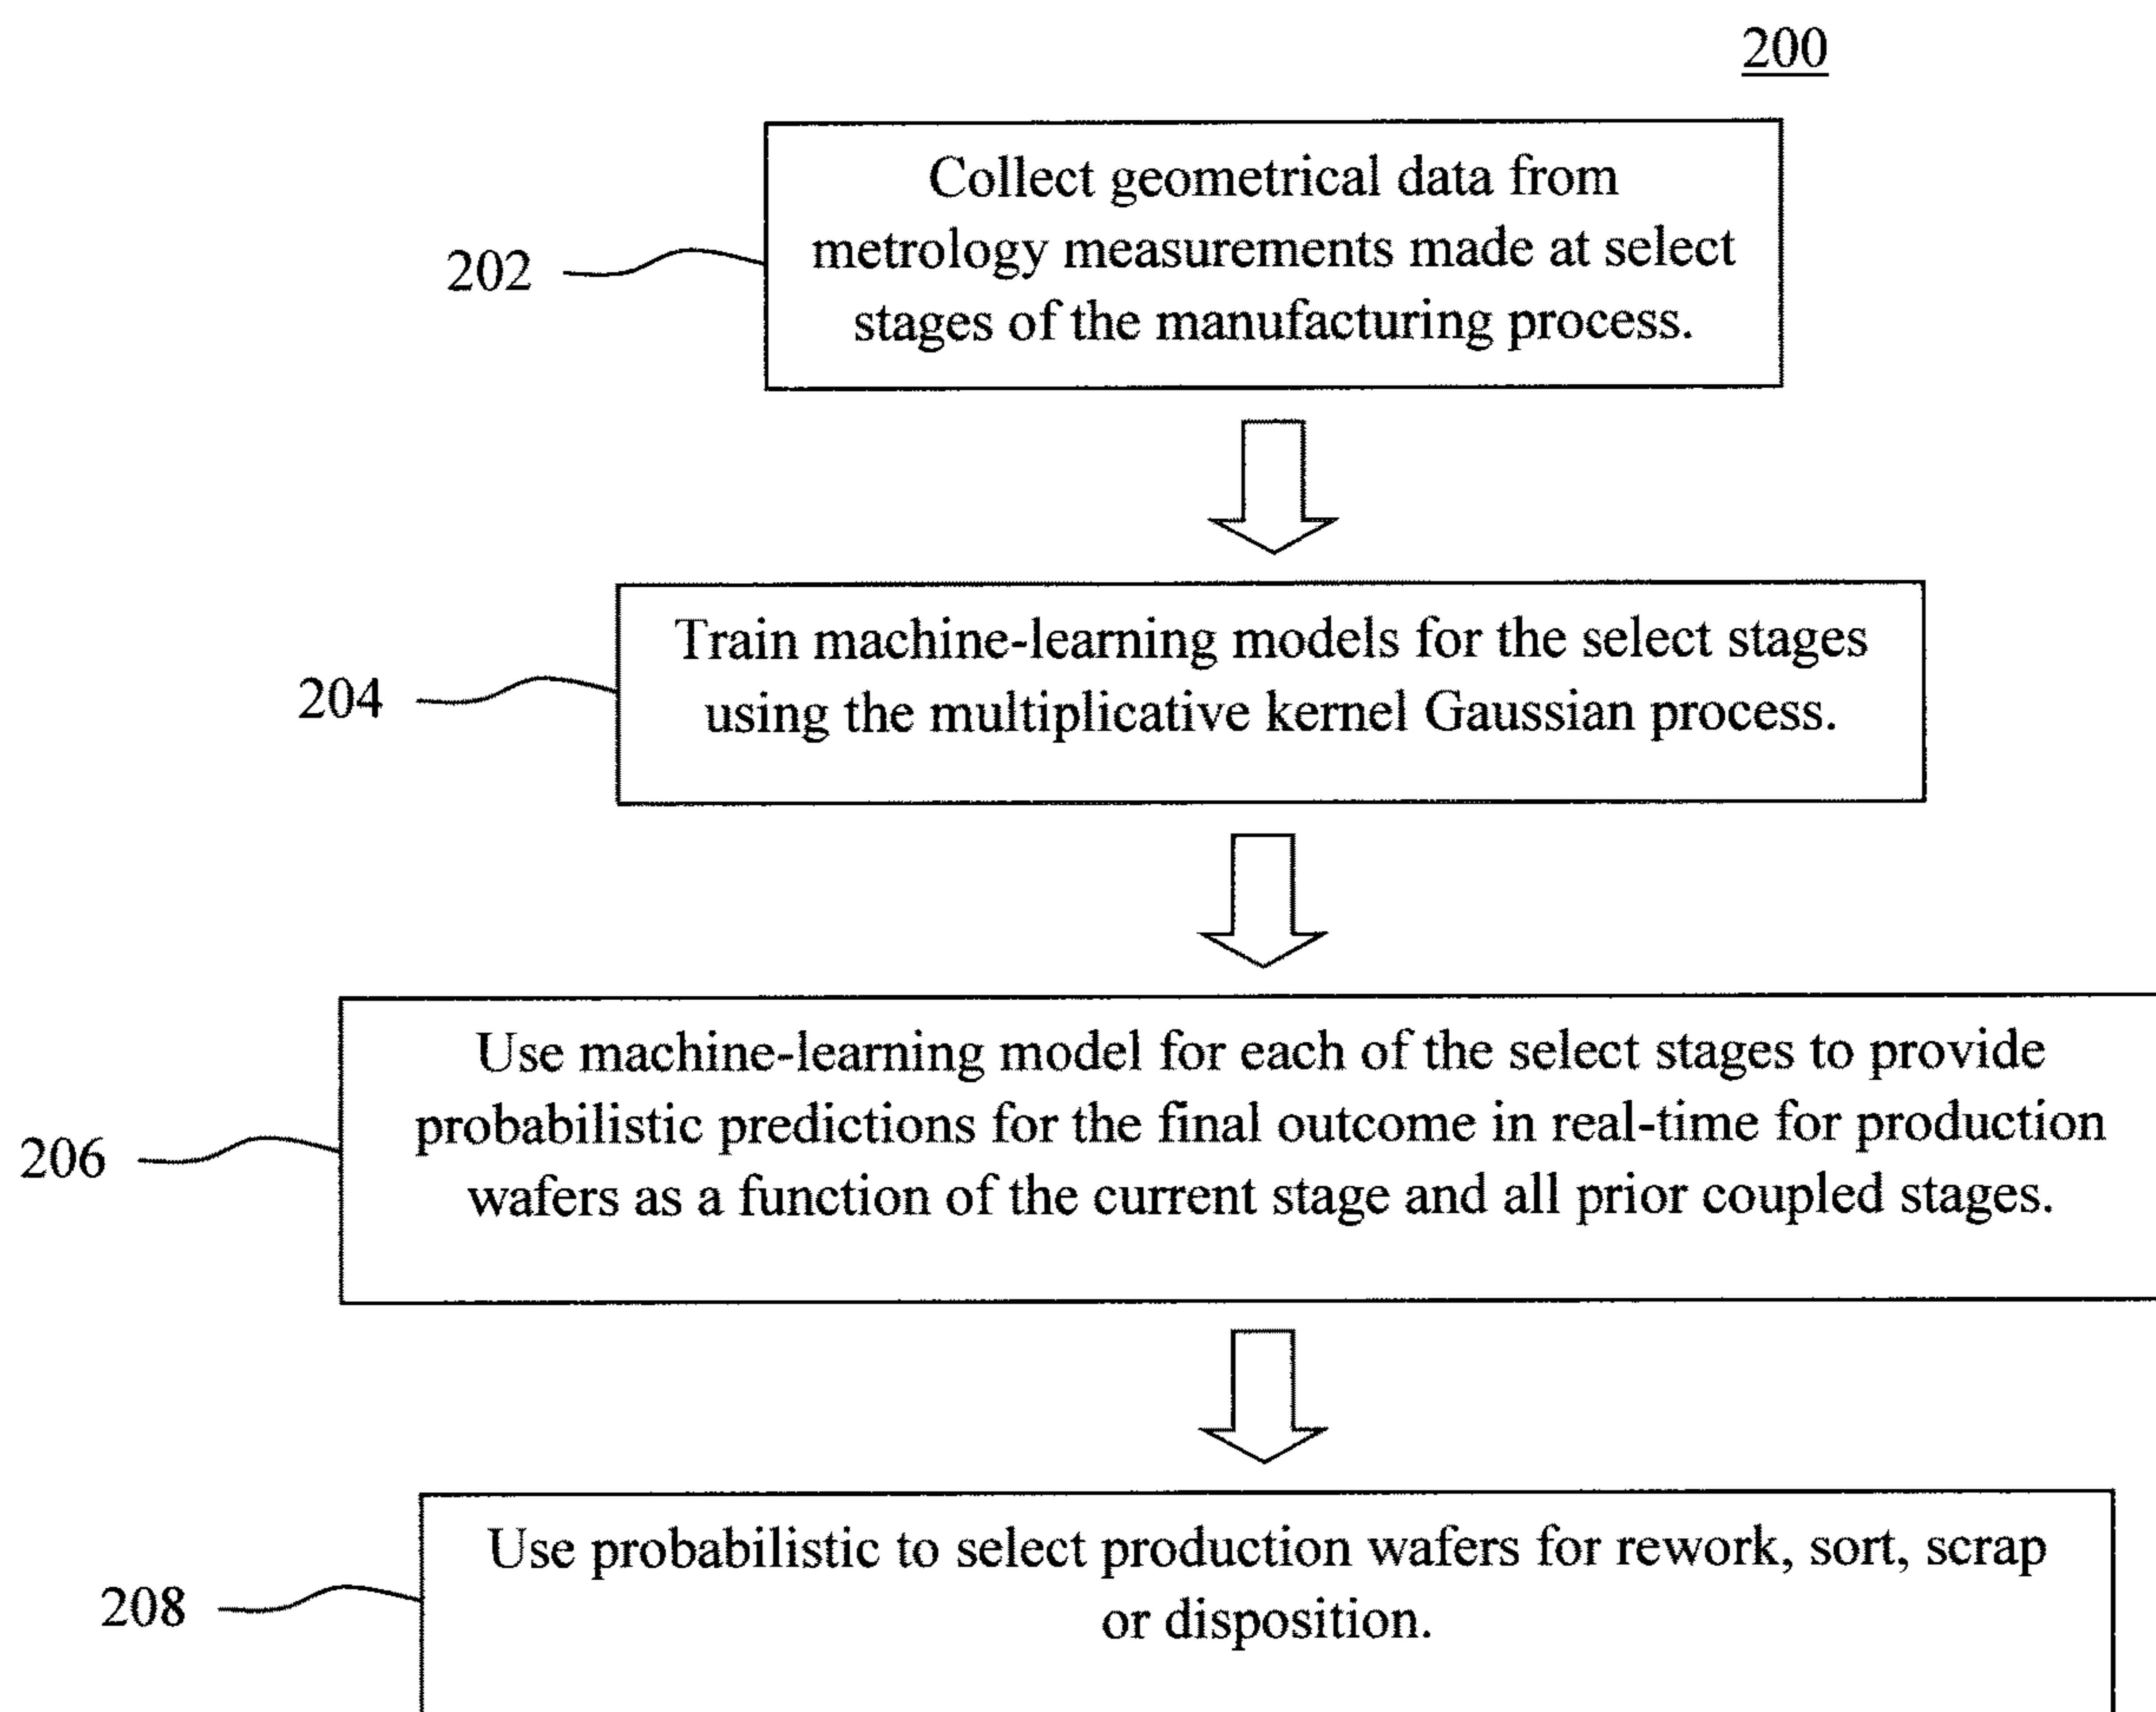 200
Collect geometrical data from
metrology measurements made at select
stages of the manufacturing process.
202
Train machine-learning models for the select stages
using the multiplicative kernel Gaussian process.
204
Use machine-learning model for each of the select stages to provide
probabilistic predictions for the final outcome in real-time for production
wafers as a function of the current stage and all prior coupled stages.
206
Use probabilistic to select production wafers for rework, sort, scrap
or disposition.
208